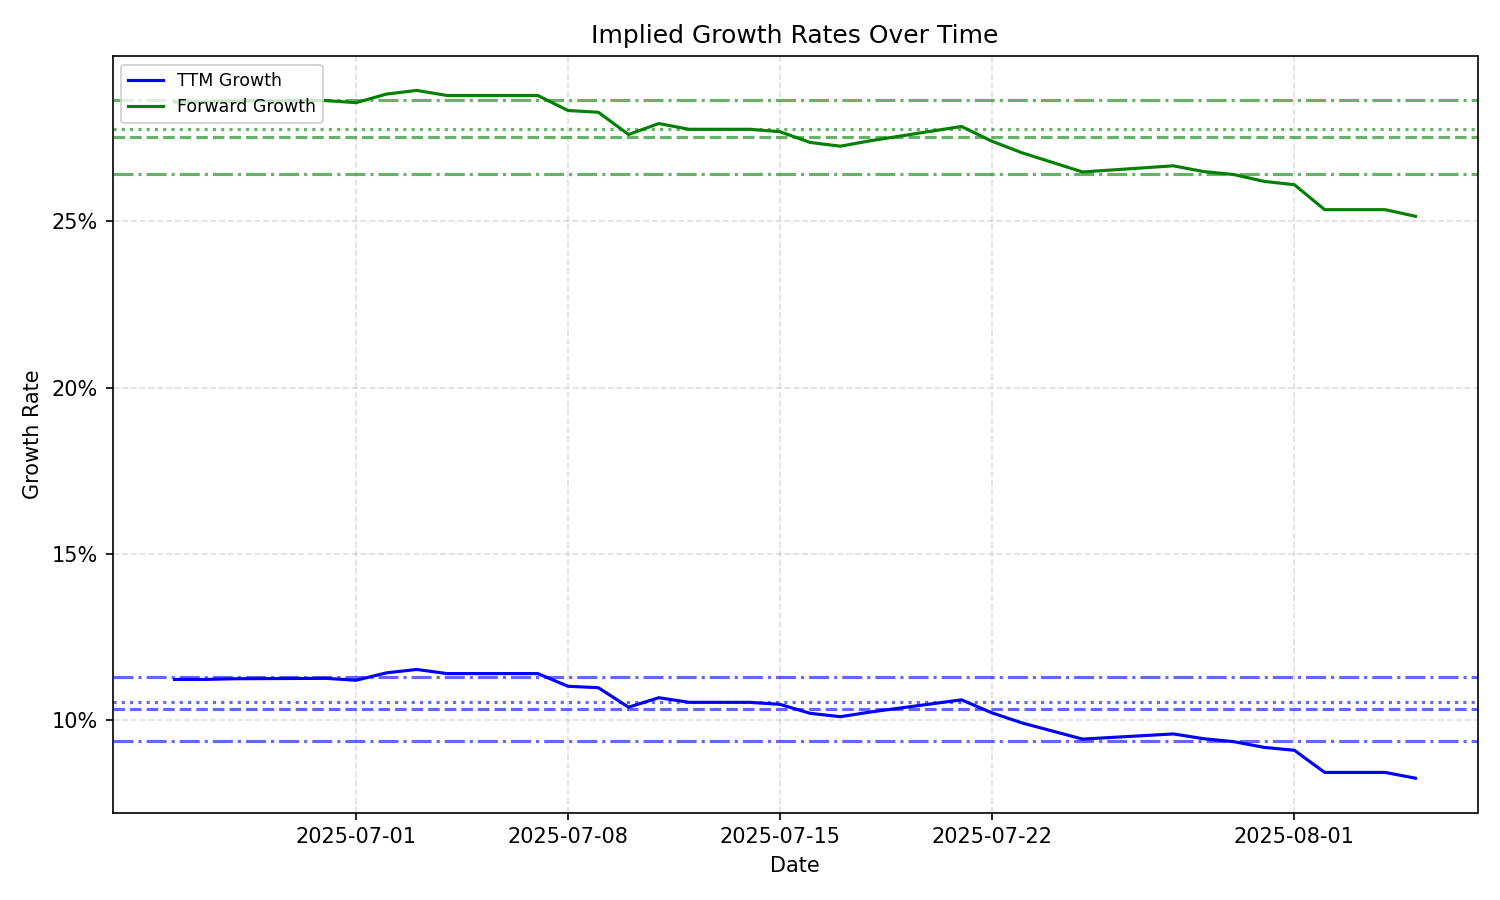 Implied Growth Rates Over Time
TTM Growth
Forward Growth
25%
20%
15%
10%
Growth Rate
2025-07-01
2025-07-08
2025-07-15
2025-07-22
2025-08-01
Date